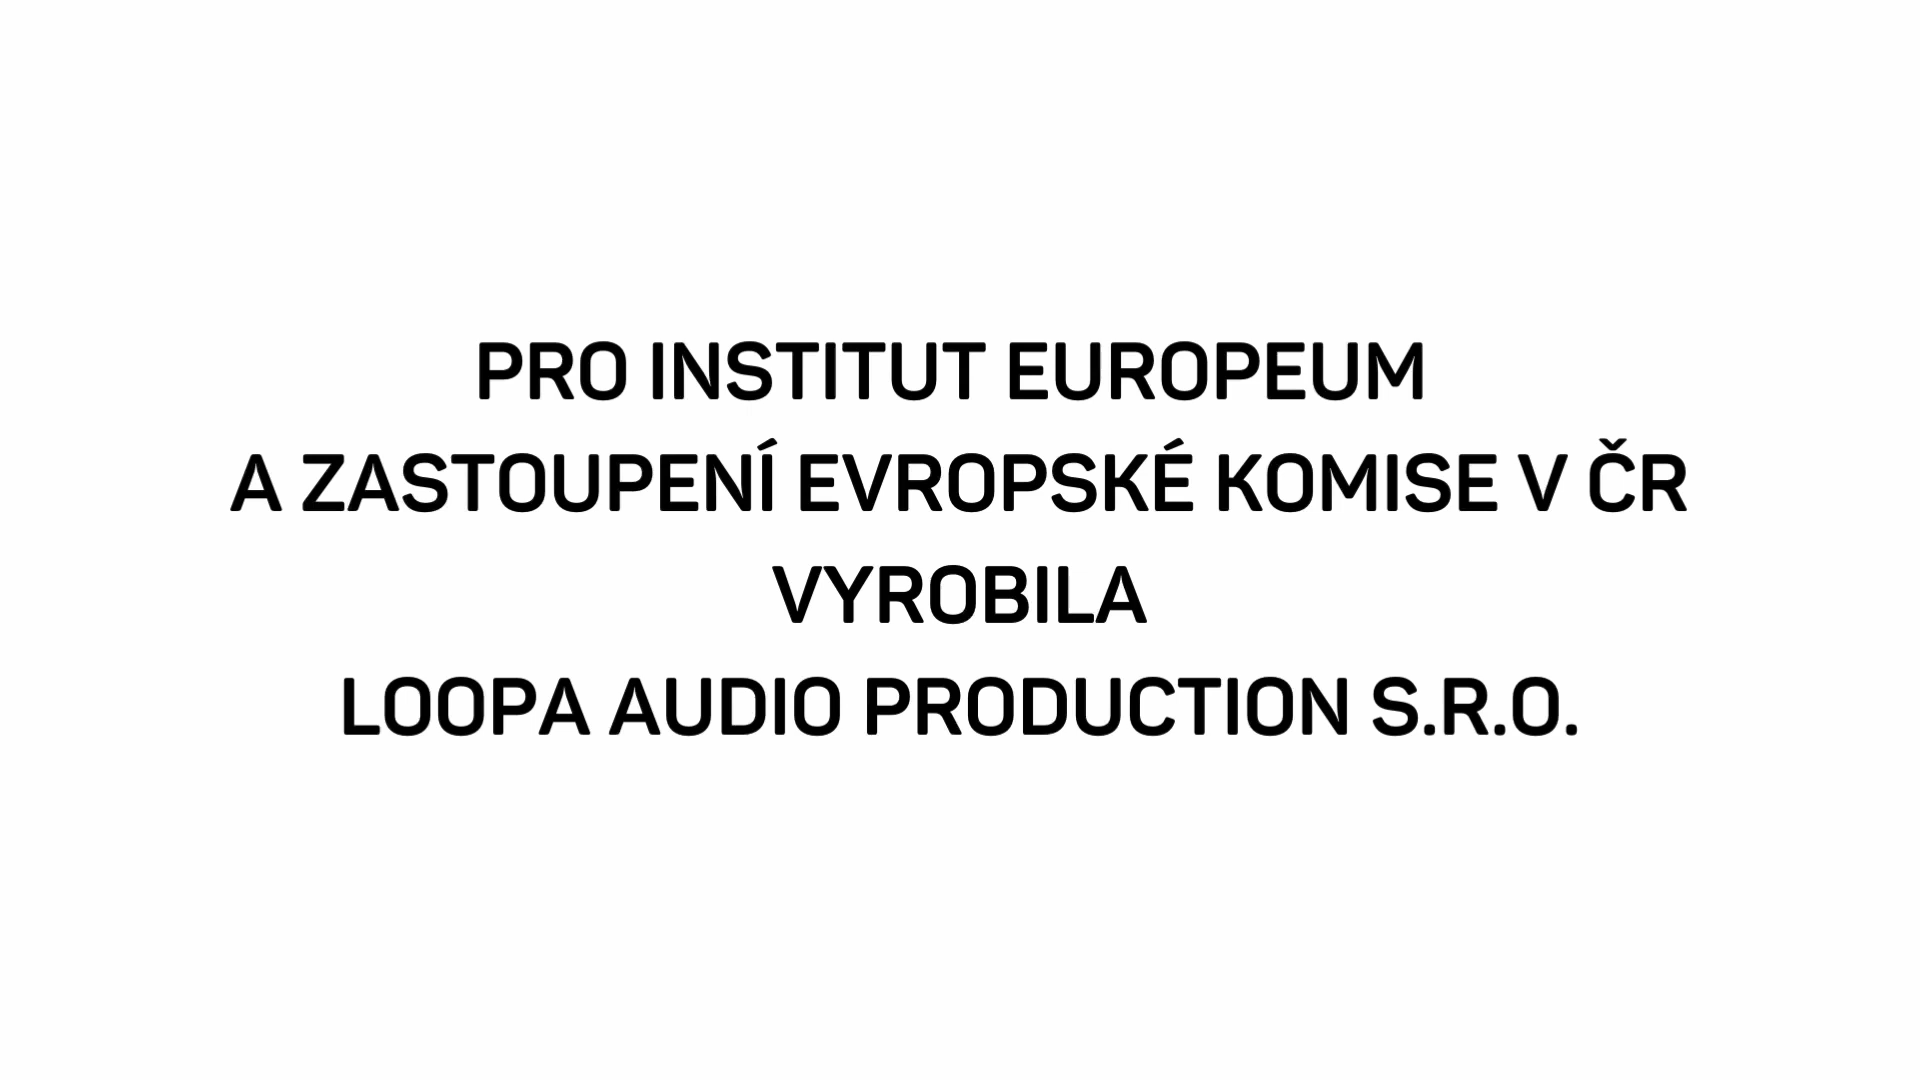 PRO INSTITUT EUROPEUM
A ZASTOUPENÍ EVROPSKÉ KOMISE V ČR
VYROBILA
LOOPA AUDIO PRODUCTION S.R.O.